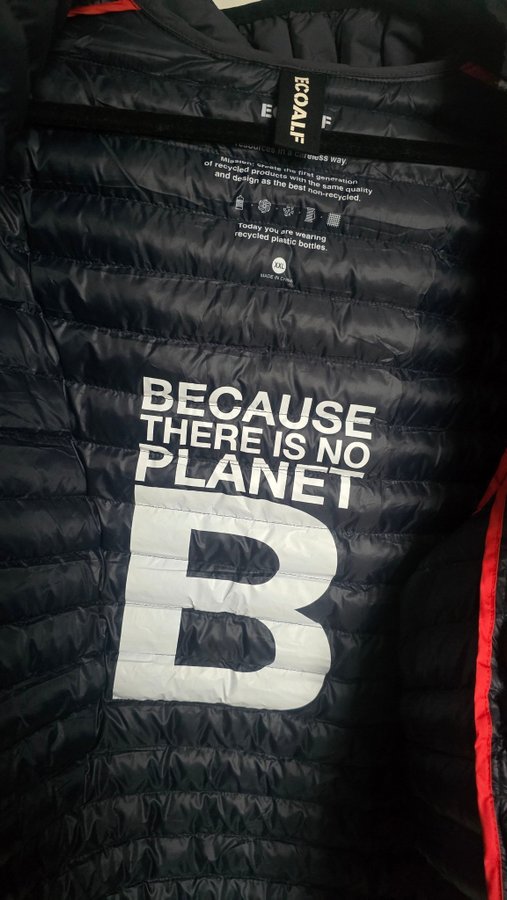 ECOALF
E F
resources in a careless way.
Mission: create the first generation
of recycled products with the same quality
and design as the best non-recycled.
Today you are wearing
recycled plastic bottles.
XXL
MADE IN CHINA
BECAUSE
THERE IS NO
PLANET
B